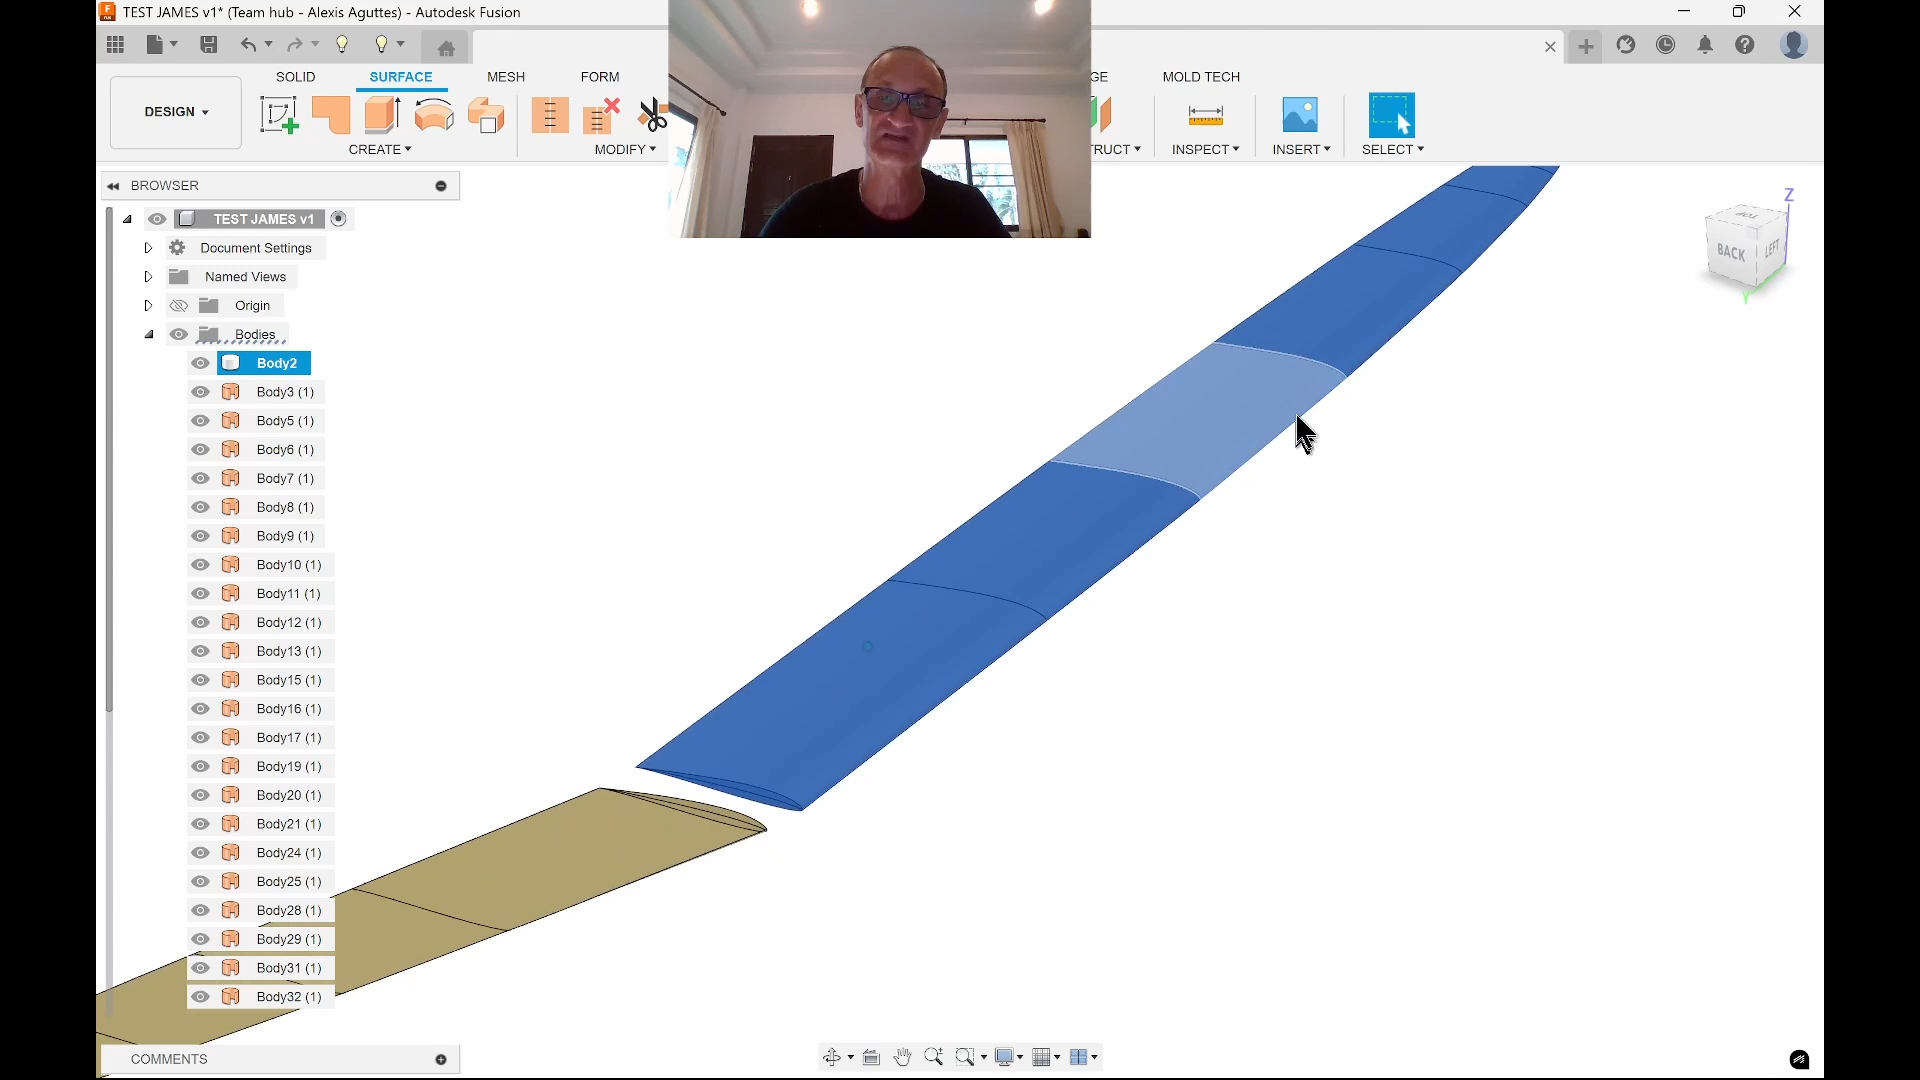 TEST JAMES v1* (Team hub - Alexis Aguttes) - Autodesk Fusion
SOLID SURFACE MESH FORM GE MOLD TECH
DESIGN
CREATE MODIFY RUCT INSPECT INSERT SELECT
BROWSER
TEST JAMES v1
Document Settings
Named Views
Origin
Bodies
Body2
Body3 (1)
Body5 (1)
Body6 (1)
Body7 (1)
Body8 (1)
Body9 (1)
Body10 (1)
Body11 (1)
Body12 (1)
Body13 (1)
Body15 (1)
Body16 (1)
Body17 (1)
Body19 (1)
Body20 (1)
Body21 (1)
Body24 (1)
Body25 (1)
Body28 (1)
Body29 (1)
Body31 (1)
Body32 (1)
COMMENTS
Z
TOP
BACK LEFT
Y